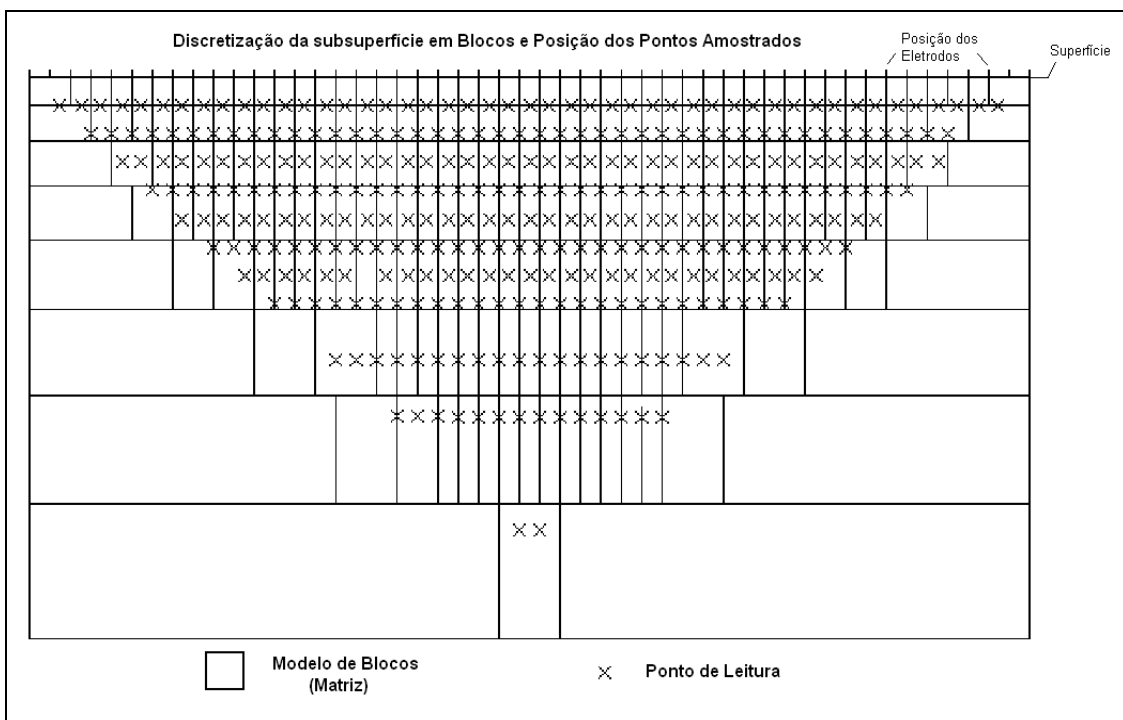 Discretização da subsuperfície em Blocos e Posição dos Pontos Amostrados
Posição dos
Eletrodos
Superfície
Modelo de Blocos
(Matriz)
Ponto de Leitura